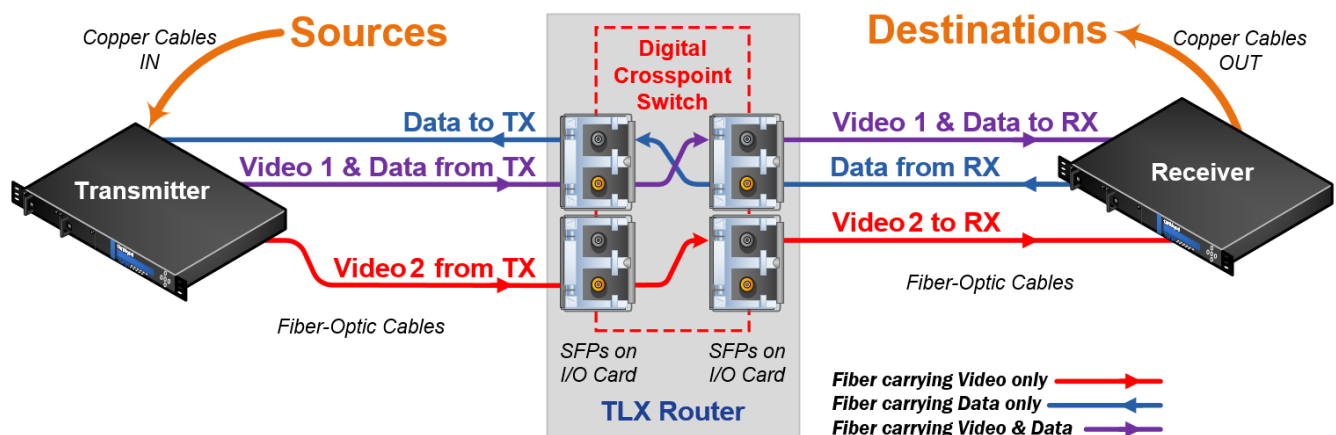 Copper Cables
IN
Sources
Digital
Crosspoint
Switch
Destinations
Copper Cables
OUT
Data to TX
Video 1 & Data from TX
Transmitter
Video 2 from TX
Fiber-Optic Cables
Video 1 & Data to RX
Data from RX
Receiver
Video 2 to RX
Fiber-Optic Cables
SFPs on
I/O Card
SFPs on
I/O Card
TLX Router
Fiber carrying Video only
Fiber carrying Data only
Fiber carrying Video & Data